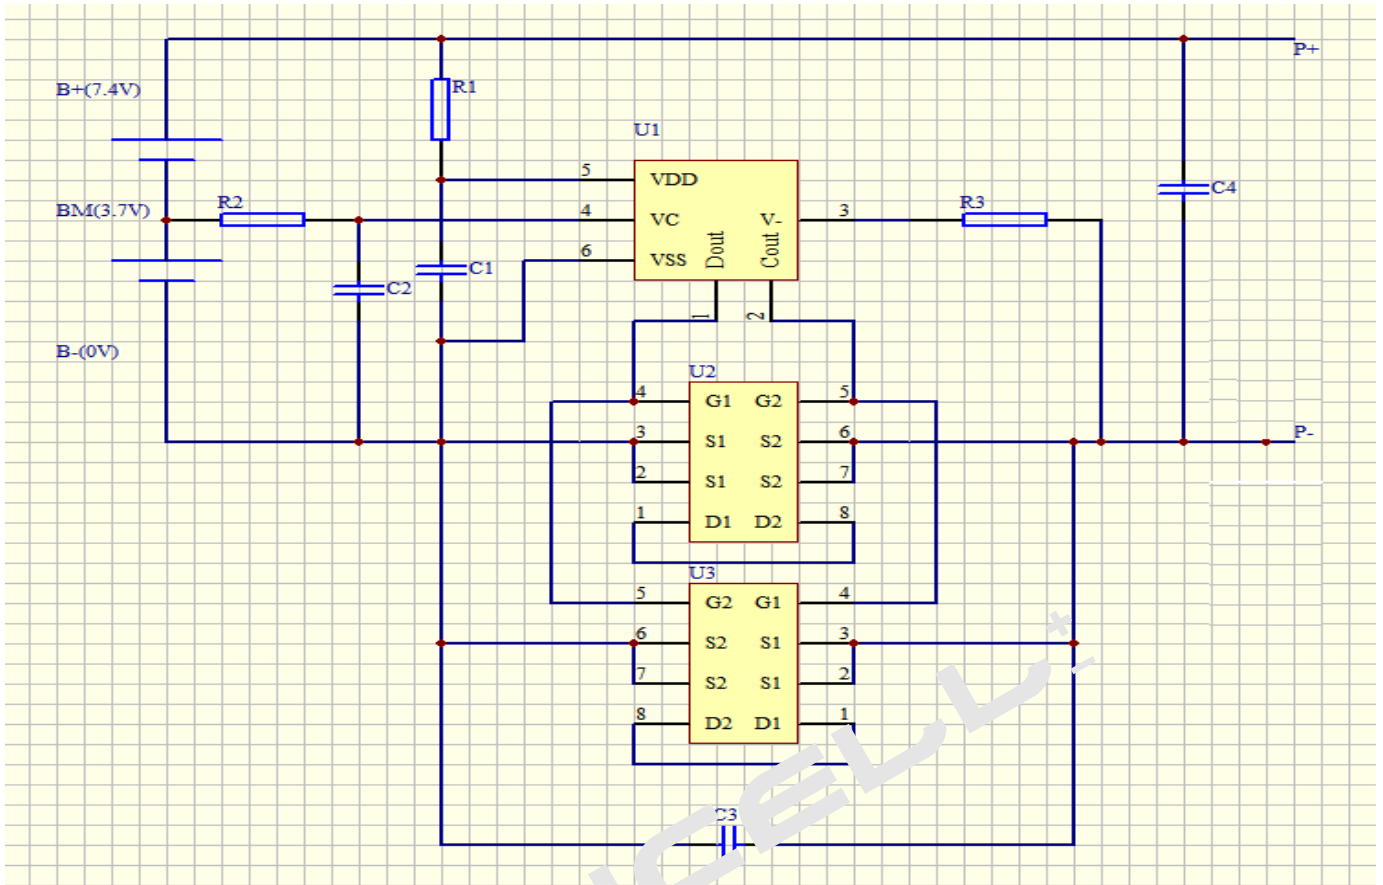 P+
B+(7.4V)
R1
U1
5 VDD
BM(3.7V) R2 4 VC V- 3 R3 C4
6 VSS Dout Cout
C1
C2
1 2
B-(0V)
U2
4 G1 G2 5
P-
3 S1 S2 6
2 S1 S2 7
1 D1 D2 8
U3
5 G2 G1 4
6 S2 S1 3
7 S2 S1 2
8 D2 D1 1
C3